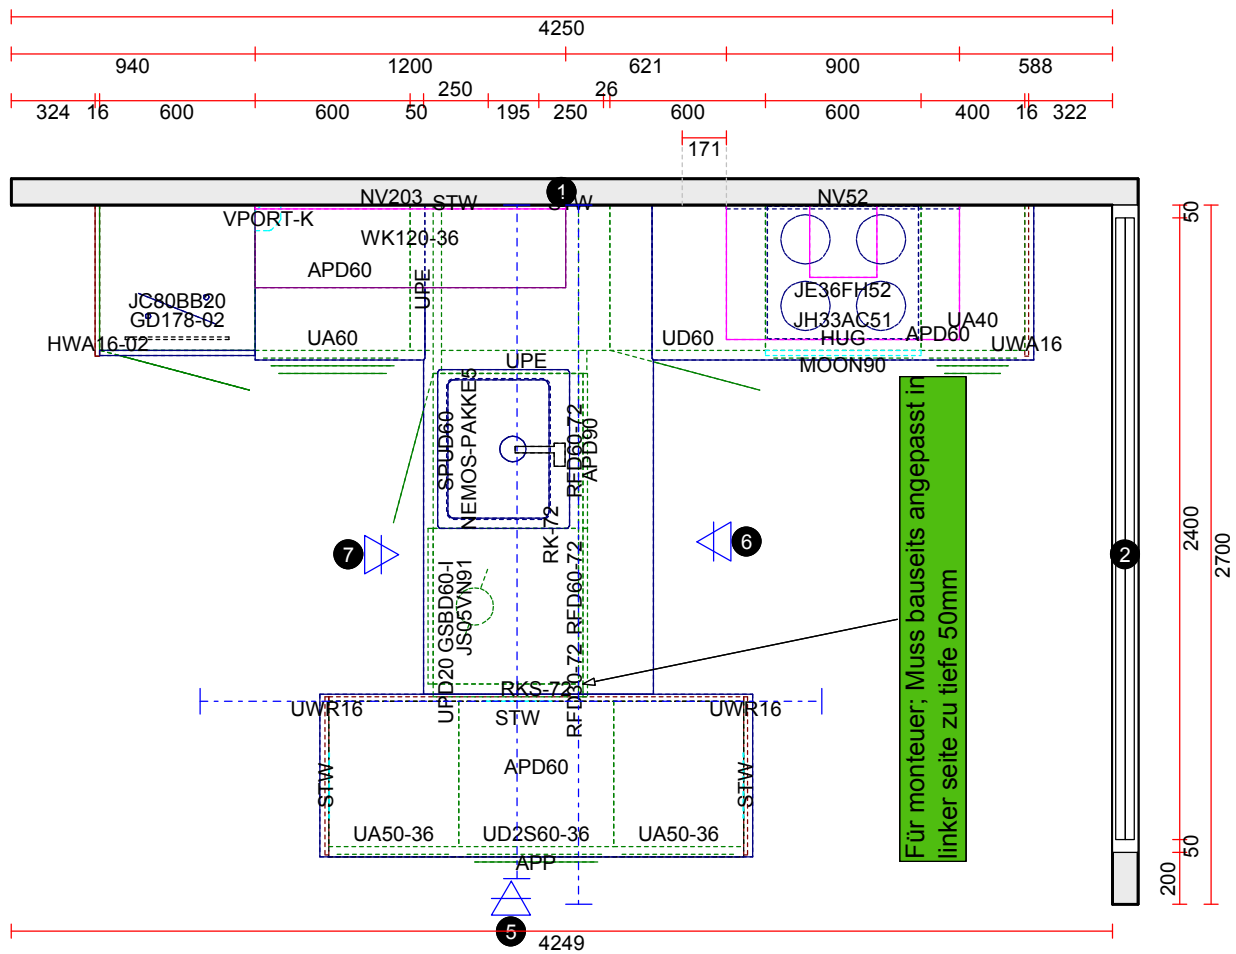 4250
940 1200 621 900 588
250 26
324 16 600 600 50 195 250 600 600 400 16 322
171
1
NV203 STW STW NV52
VPORT-K
WK120-36
APD60
UPE
JC80BB20
GD178-02
HWA16-02
UA60
JE36FH52
JH33AC51
UA40
APD60
UD60
HUG
UWA16
MOON90
UPE
50
2400
2700
50
200
2
SPUD60
NEMOS-PAKKE5
RFD60-72
APD90
RK-72
7
6
UPD20 GSBD60-I
JS05VN91
RFD30-72 RFD60-72
Für monteuer; Muss bauseits angepasst in
linker seite zu tiefe 50mm
RKS-72
UWR16
STW
UWR16
STW
APD60
STW
UA50-36
UD2S60-36
UA50-36
APP
5
4249